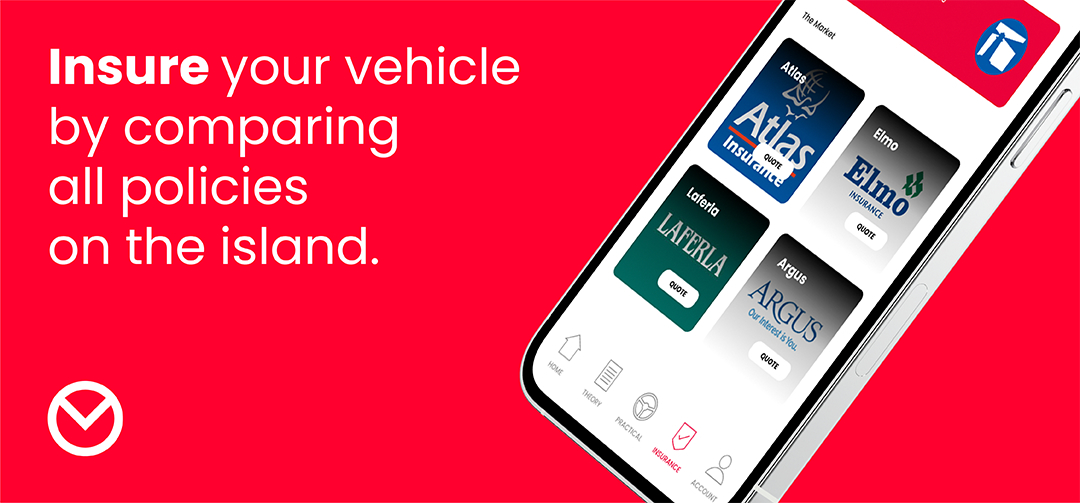 Insure your vehicle
by comparing
all policies
on the island.
The Market
Atlas
Atlas
Insurance
QUOTE
Elmo
Elmo
INSURANCE
QUOTE
Laferla
LAFERLA
QUOTE
Argus
ARGUS
Our Interest is You.
QUOTE
HOME
THEORY
PRACTICAL
INSURANCE
ACCOUNT